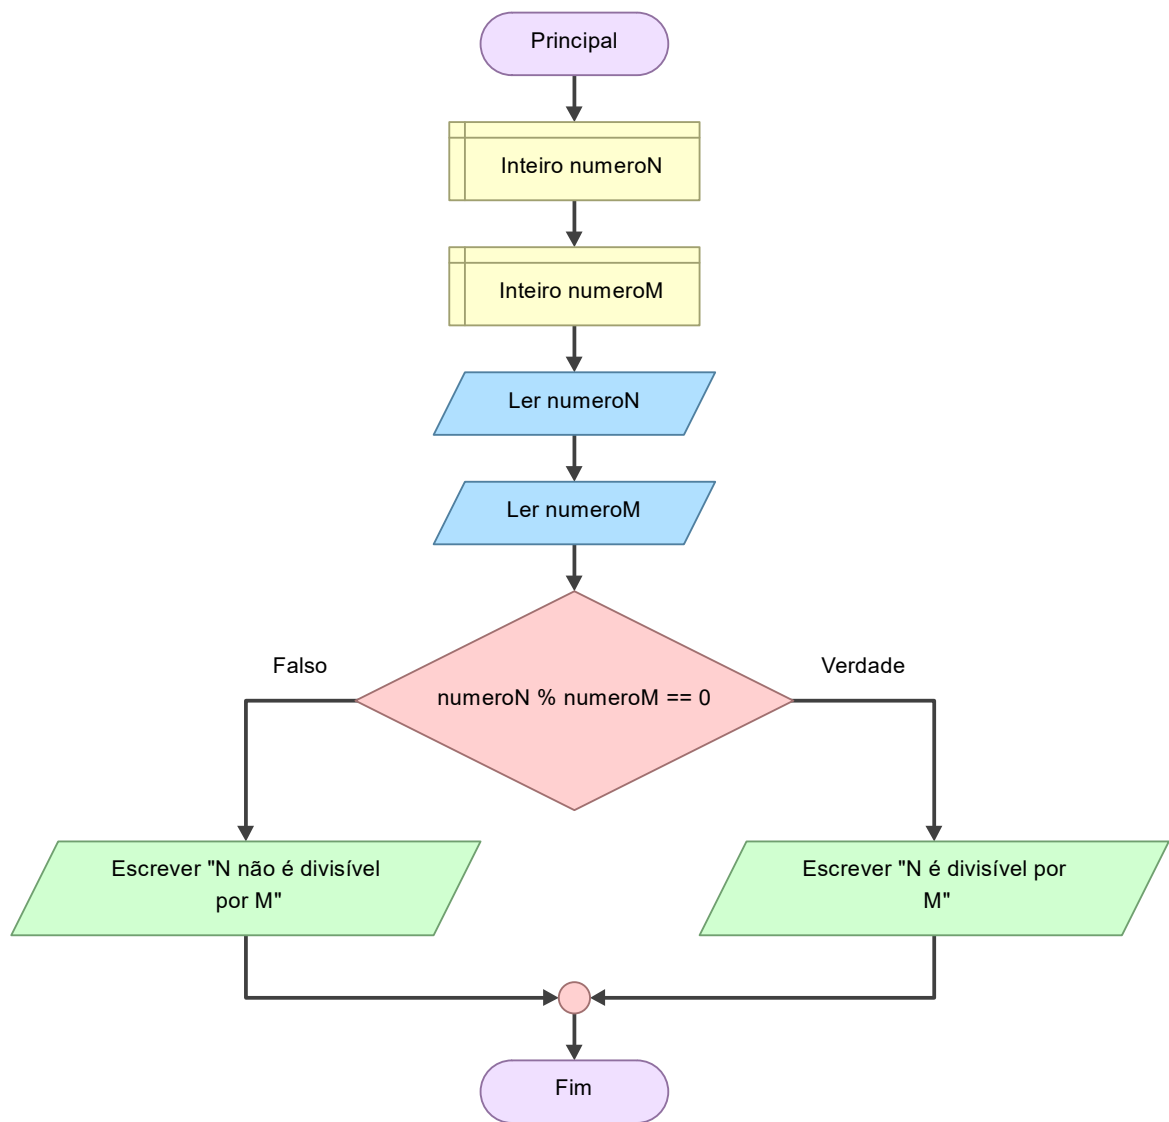 Principal
Inteiro numeroN
Inteiro numeroM
Ler numeroN
Ler numeroM
Falso
Verdade
numeroN % numeroM == 0
Escrever "N não é divisível
por M"
Escrever "N é divisível por
M"
Fim